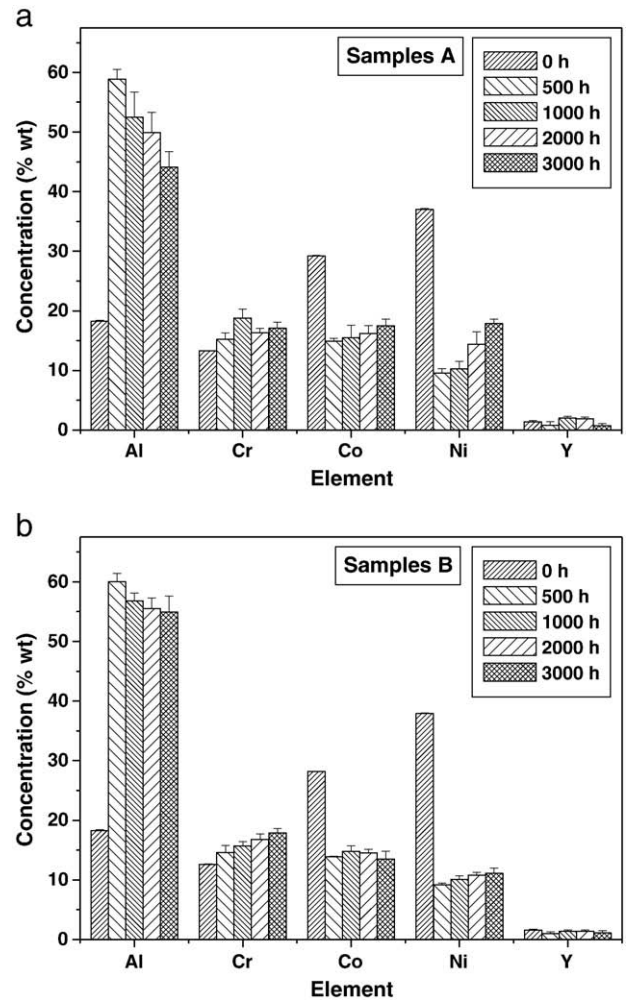 a
Samples A
0 h
500 h
1000 h
2000 h
3000 h
Concentration (% wt)
60
50
40
30
20
10
0
Al Cr Co Ni Y
Element
b
Samples B
0 h
500 h
1000 h
2000 h
3000 h
Concentration (% wt)
60
50
40
30
20
10
0
Al Cr Co Ni Y
Element